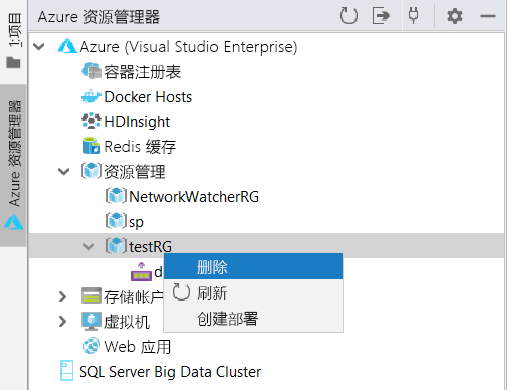 Azure 资源管理器
1:项目
Azure 资源管理器
Azure (Visual Studio Enterprise)
容器注册表
Docker Hosts
HDInsight
Redis 缓存
资源管理
NetworkWatcherRG
sp
testRG
d
删除
刷新
创建部署
存储帐户
虚拟机
Web 应用
SQL Server Big Data Cluster